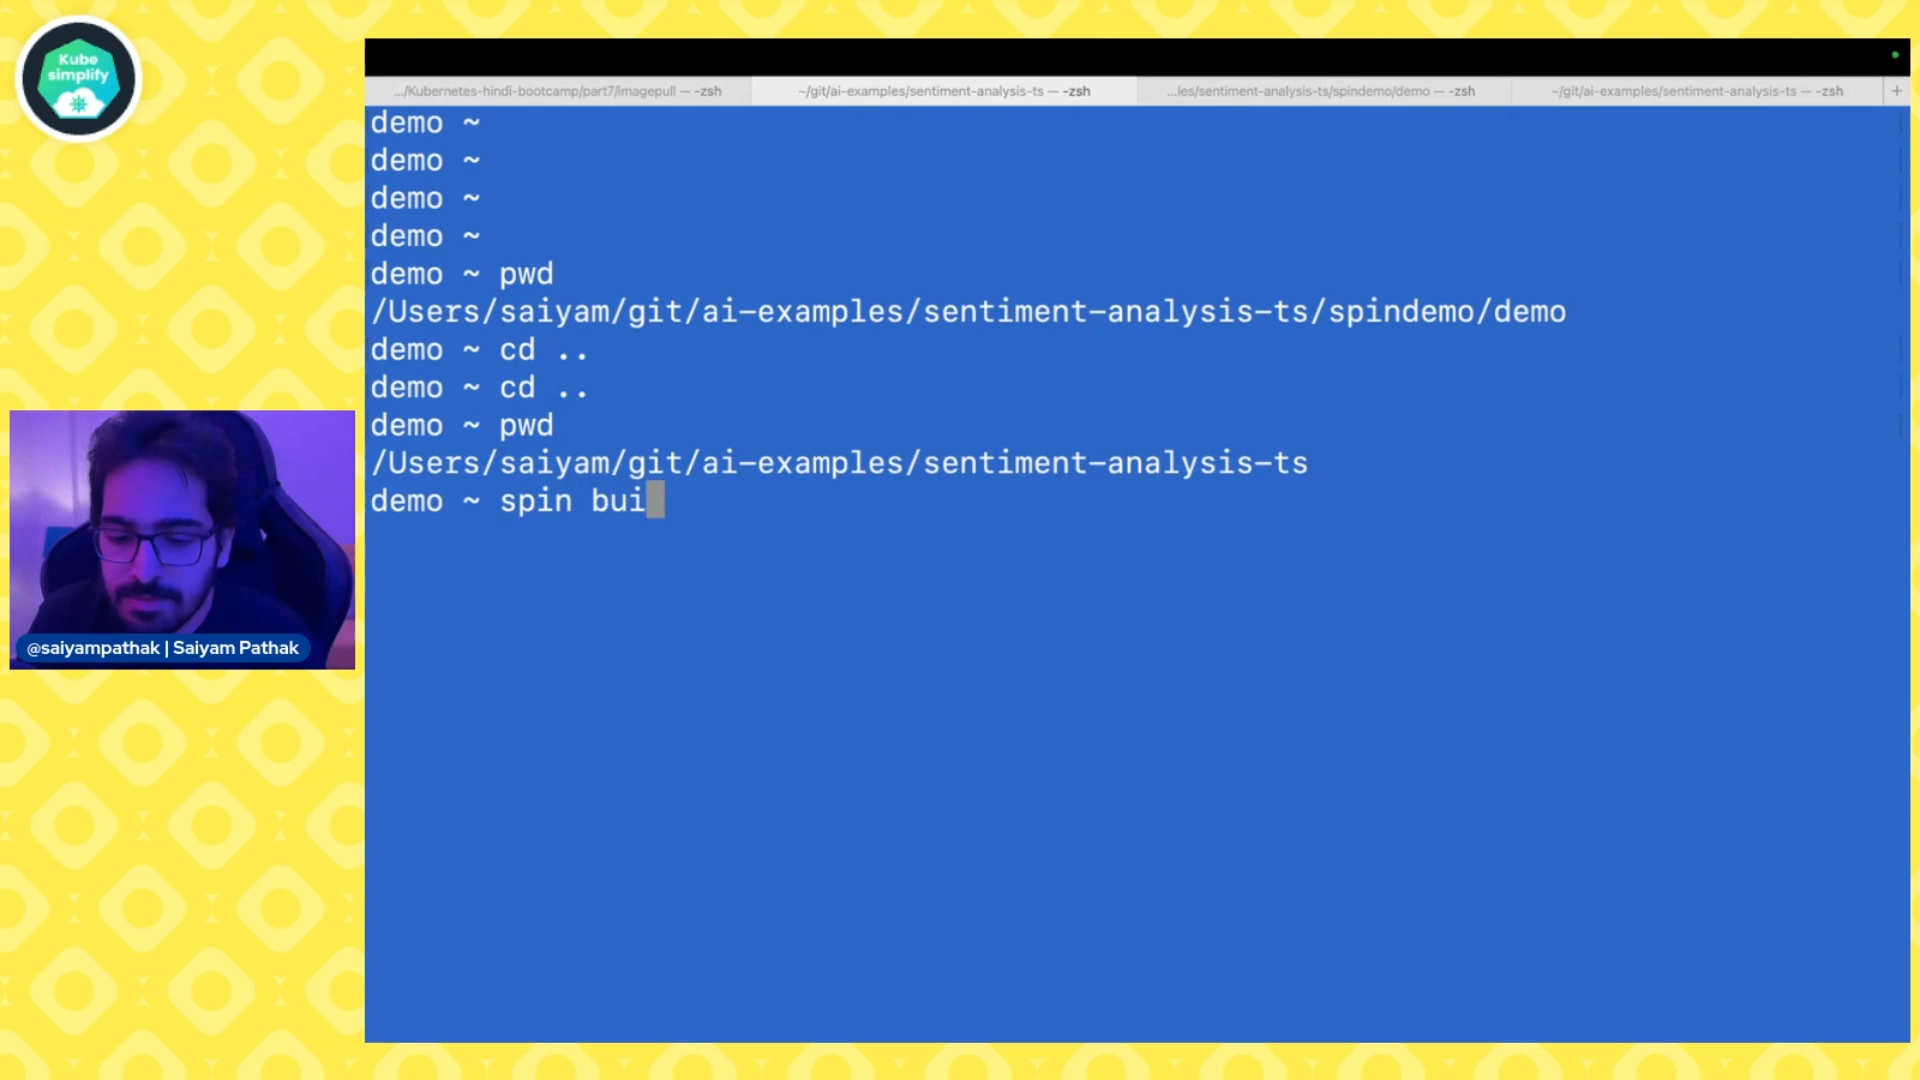 Kube
simplify
.../Kubernetes-hindi-bootcamp/part7/imagepull — -zsh
~/git/ai-examples/sentiment-analysis-ts — -zsh
...les/sentiment-analysis-ts/spindemo/demo — -zsh
~/git/ai-examples/sentiment-analysis-ts — -zsh
+
demo ~
demo ~
demo ~
demo ~
demo ~ pwd
/Users/saiyam/git/ai-examples/sentiment-analysis-ts/spindemo/demo
demo ~ cd ..
demo ~ cd ..
demo ~ pwd
/Users/saiyam/git/ai-examples/sentiment-analysis-ts
demo ~ spin bui
@saiyampathak | Saiyam Pathak